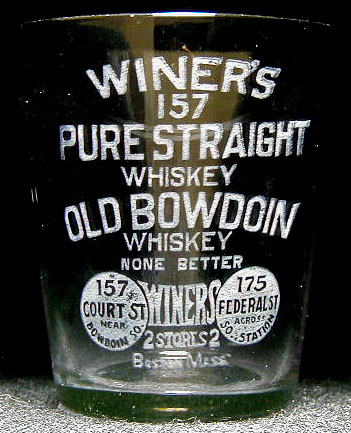 WINER'S
157
PURE STRAIGHT
WHISKEY
OLD BOWDOIN
WHISKEY
NONE BETTER
157
COURT ST
NEAR
BOWDOIN SQ.
WINERS
2 STORES 2
BOSTON MASS
175
FEDERAL ST
ACROSS
SO. STATION